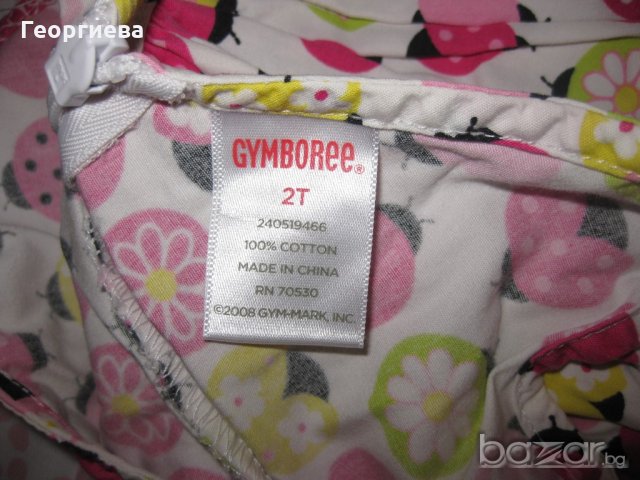 Георгиева
GYMBORee®
2T
240519466
100% COTTON
MADE IN CHINA
RN 70530
©2008 GYM-MARK, INC.
bazar.bg